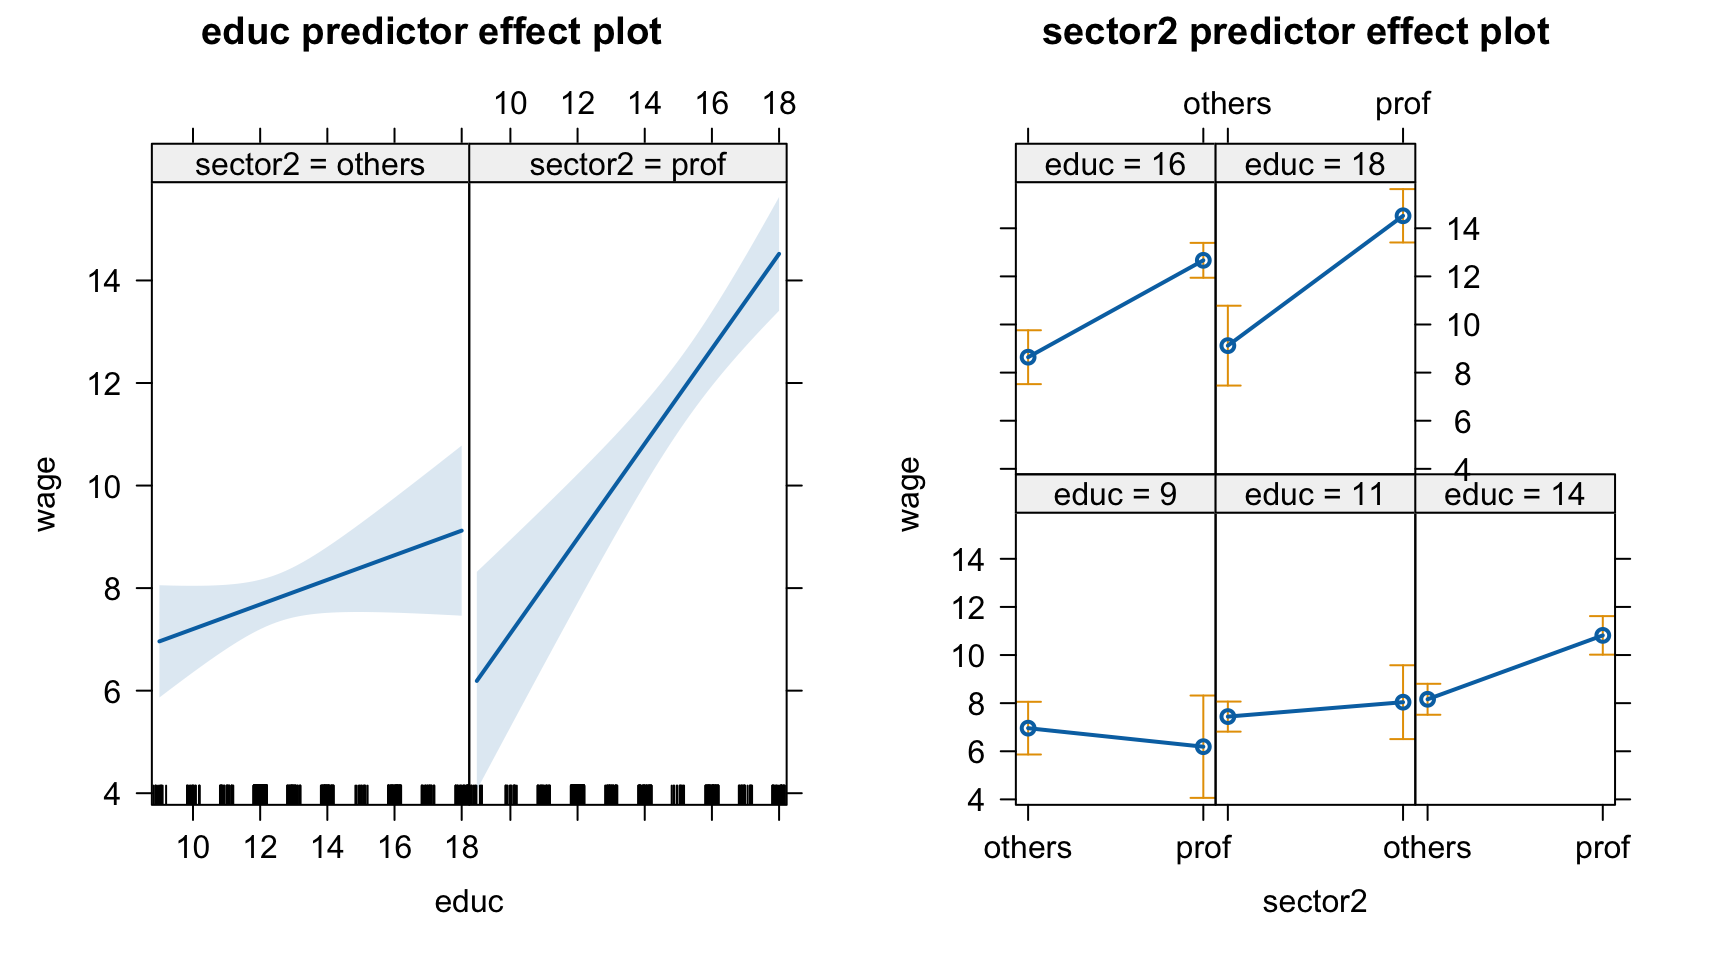 educ predictor effect plot
10 12 14 16 18
sector2 = others sector2 = prof
14
12
10
8
6
4
wage
10 12 14 16 18
educ
sector2 predictor effect plot
others prof
educ = 16 educ = 18
14
12
10
8
6
4
educ = 9 educ = 11 educ = 14
14
12
10
8
6
4
wage
others prof others prof
sector2